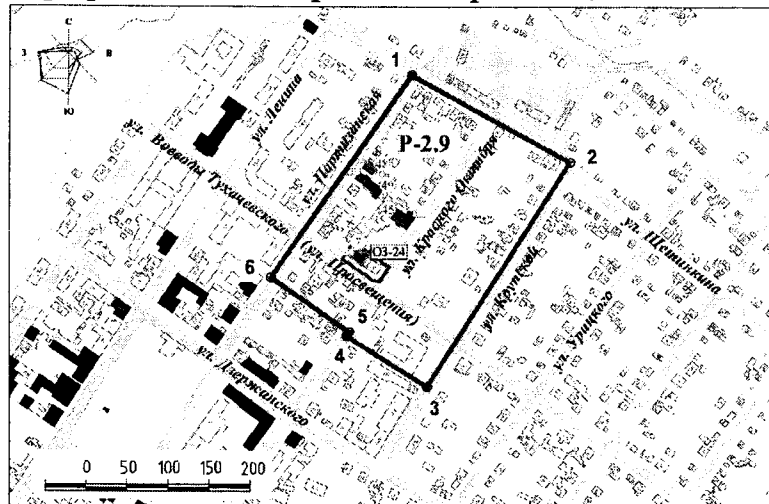 С
З
В
Ю
1
2
3
4
5
6
Р-2.9
ОЗ-24
ул. Ленина
ул. Партизанская
ул. Воеводы Тухачевского
(ул. Просвещения)
ул. Красного Октября
ул. Крупской
ул. Щетинкина
ул. Урицкого
ул. Дзержинского
0 50 100 150 200